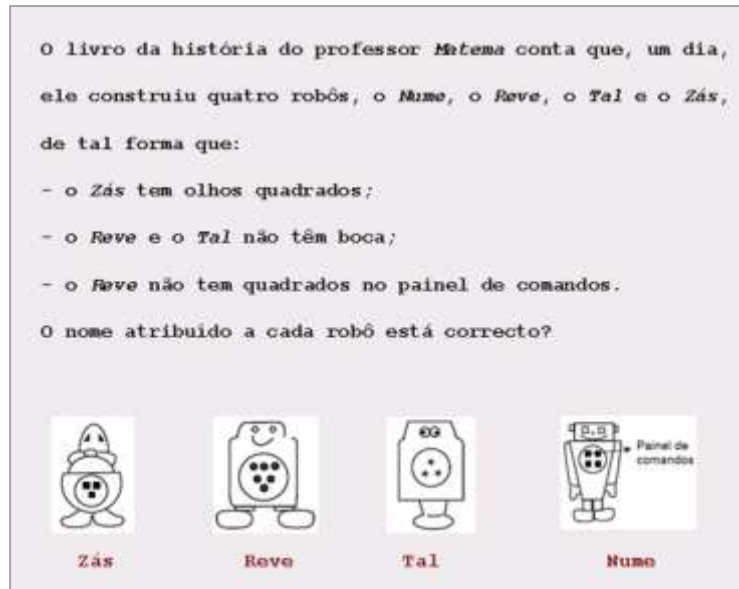 O livro da história do professor Matema conta que, um dia,
ele construiu quatro robôs, o Nume, o Reve, o Tal e o Zás,
de tal forma que:
- o Zás tem olhos quadrados;
- o Reve e o Tal não têm boca;
- o Reve não tem quadrados no painel de comandos.
O nome atribuído a cada robô está correcto?
Painel de
comandos
Zás Reve Tal Nume